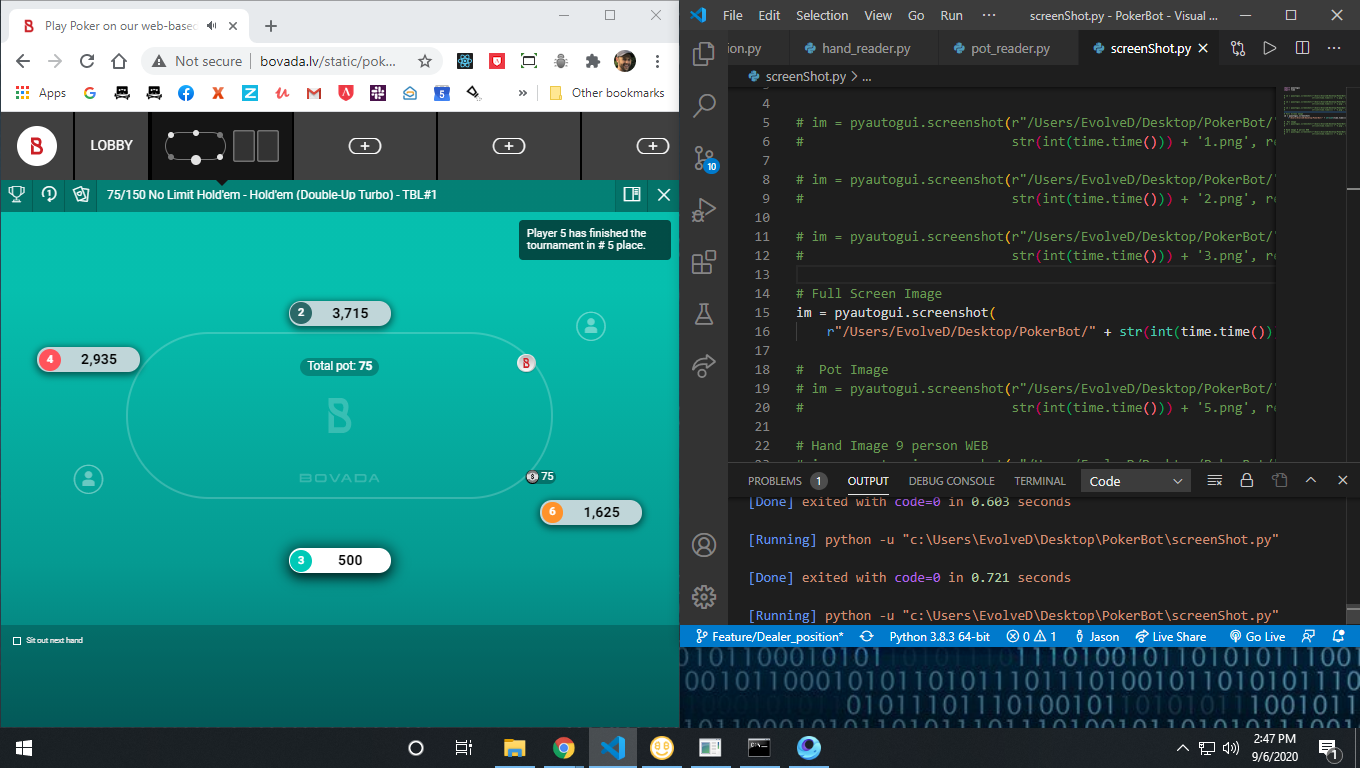 Play Poker on our web-basec
Not secure
bovada.lv/static/pok...
Apps
5
»
Other bookmarks
LOBBY
75/150 No Limit Hold'em - Hold'em (Double-Up Turbo) - TBL#1
Player 5 has finished the
tournament in # 5 place.
2 3,715
4 2,935
Total pot: 75
BOVADA
75
6 1,625
3 500
Sit out next hand
File Edit Selection View Go Run ··· screenShot.py - PokerBot - Visual ...
ion.py hand_reader.py pot_reader.py screenShot.py
screenShot.py > ...
4
5 # im = pyautogui.screenshot(r"/Users/EvolveD/Desktop/PokerBot/"
6 # str(int(time.time())) + '1.png', re
7
8 # im = pyautogui.screenshot(r"/Users/EvolveD/Desktop/PokerBot/"
9 # str(int(time.time())) + '2.png', re
10
11 # im = pyautogui.screenshot(r"/Users/EvolveD/Desktop/PokerBot/"
12 # str(int(time.time())) + '3.png', re
13
14 # Full Screen Image
15 im = pyautogui.screenshot(
16 r"/Users/EvolveD/Desktop/PokerBot/" + str(int(time.time())
17
18 # Pot Image
19 # im = pyautogui.screenshot(r"/Users/EvolveD/Desktop/PokerBot/"
20 # str(int(time.time())) + '5.png', re
21
22 # Hand Image 9 person WEB
10
PROBLEMS 1 OUTPUT DEBUG CONSOLE TERMINAL Code
[Done] exited with code=0 in 0.603 seconds
[Running] python -u "c:\Users\EvolveD\Desktop\PokerBot\screenShot.py"
[Done] exited with code=0 in 0.721 seconds
[Running] python -u "c:\Users\EvolveD\Desktop\PokerBot\screenShot.py"
Feature/Dealer_position* Python 3.8.3 64-bit 0 1 Jason Live Share Go Live
2:47 PM
9/6/2020
1